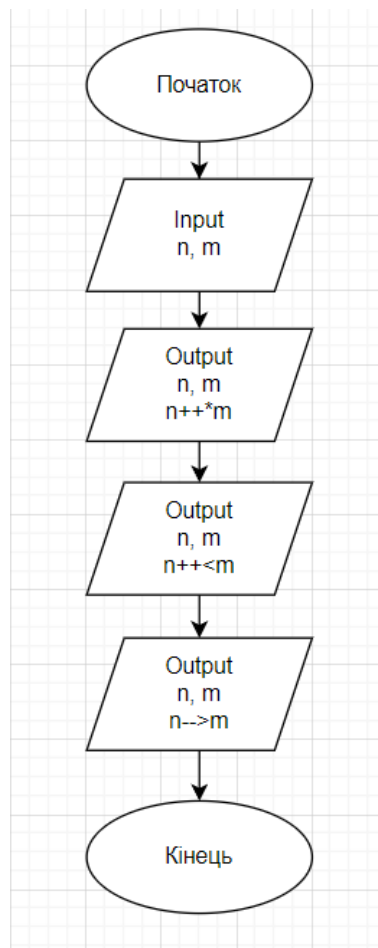 Початок
Input
n, m
Output
n, m
n++*m
Output
n, m
n++<m
Output
n, m
n-->m
Кінець